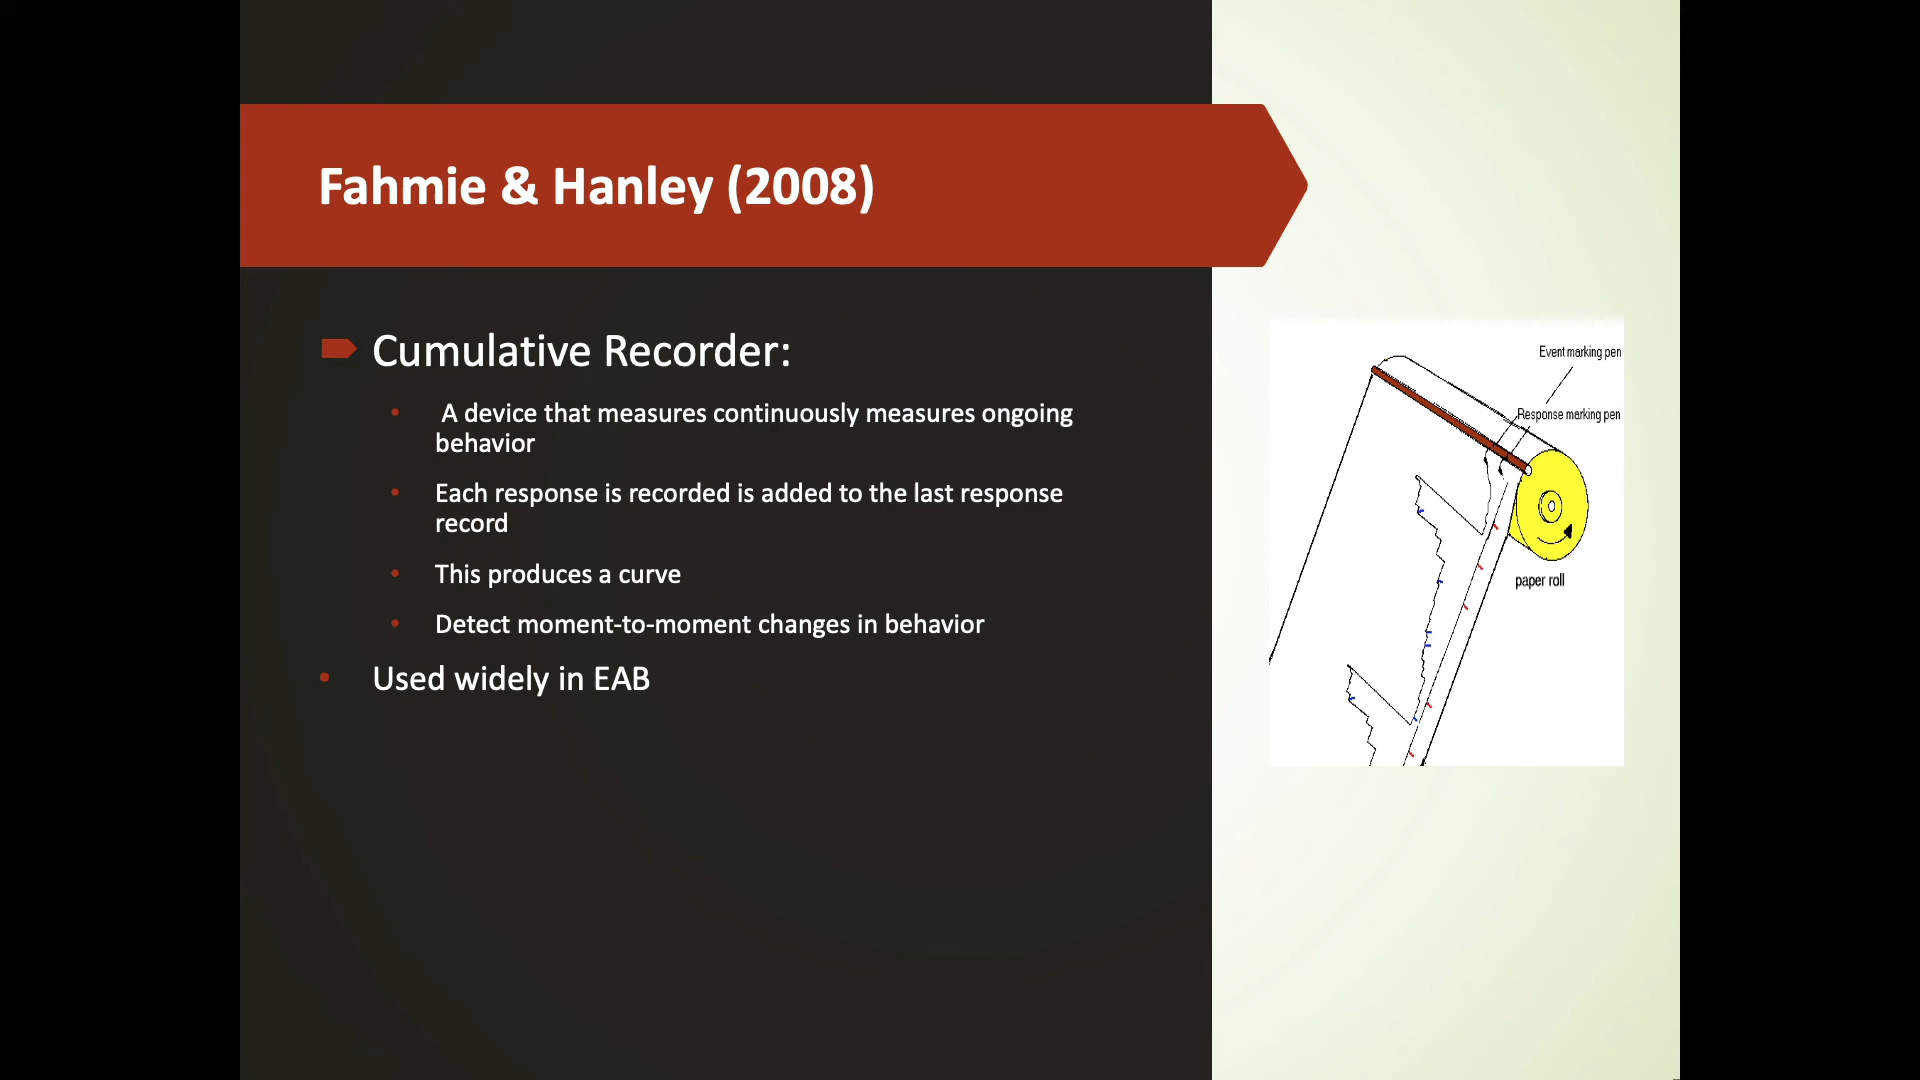 Fahmie & Hanley (2008)
Cumulative Recorder:
A device that measures continuously measures ongoing
behavior
Each response is recorded is added to the last response
record
This produces a curve
Detect moment-to-moment changes in behavior
Used widely in EAB
Event marking pen
Response marking pen
paper roll